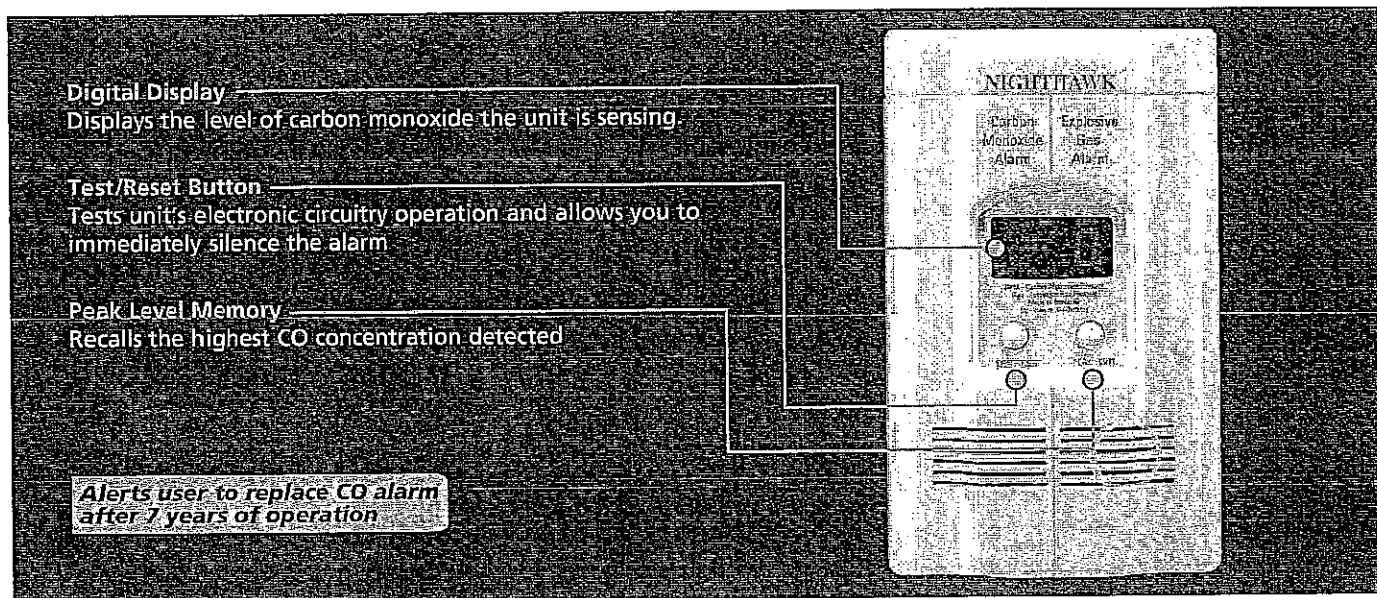 Digital Display
Displays the level of carbon monoxide the unit is sensing.
Test/Reset Button
Tests unit's electronic circuitry operation and allows you to
immediately silence the alarm
Peak Level Memory
Recalls the highest CO concentration detected
Alerts user to replace CO alarm
after 7 years of operation
NIGHTHAWK
Carbon
Monoxide
Alarm
Explosive
Gas
Alarm